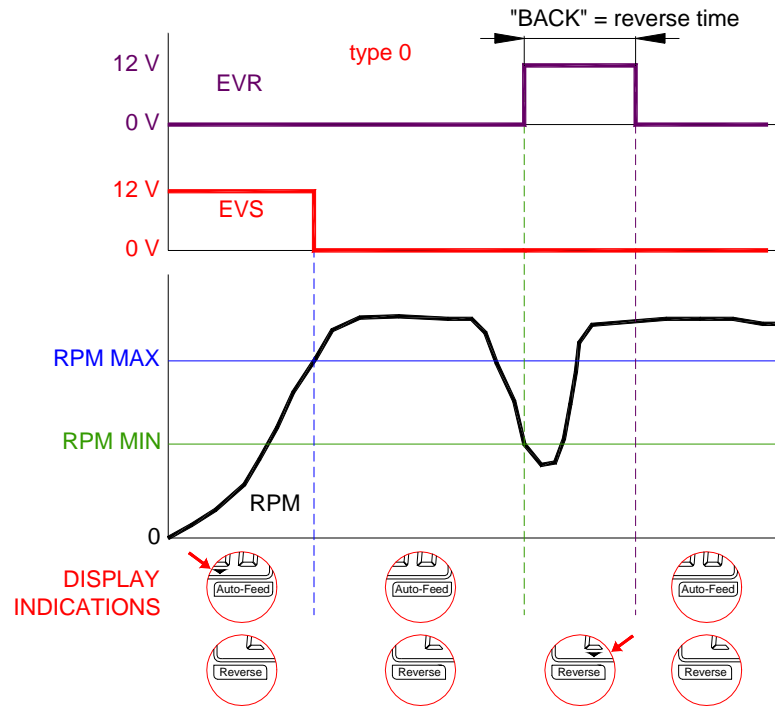 "BACK" = reverse time
type 0
12 V
EVR
0 V
12 V
EVS
0 V
RPM MAX
RPM MIN
RPM
0
DISPLAY
INDICATIONS
Auto-Feed
Auto-Feed
Auto-Feed
Reverse
Reverse
Reverse
Reverse